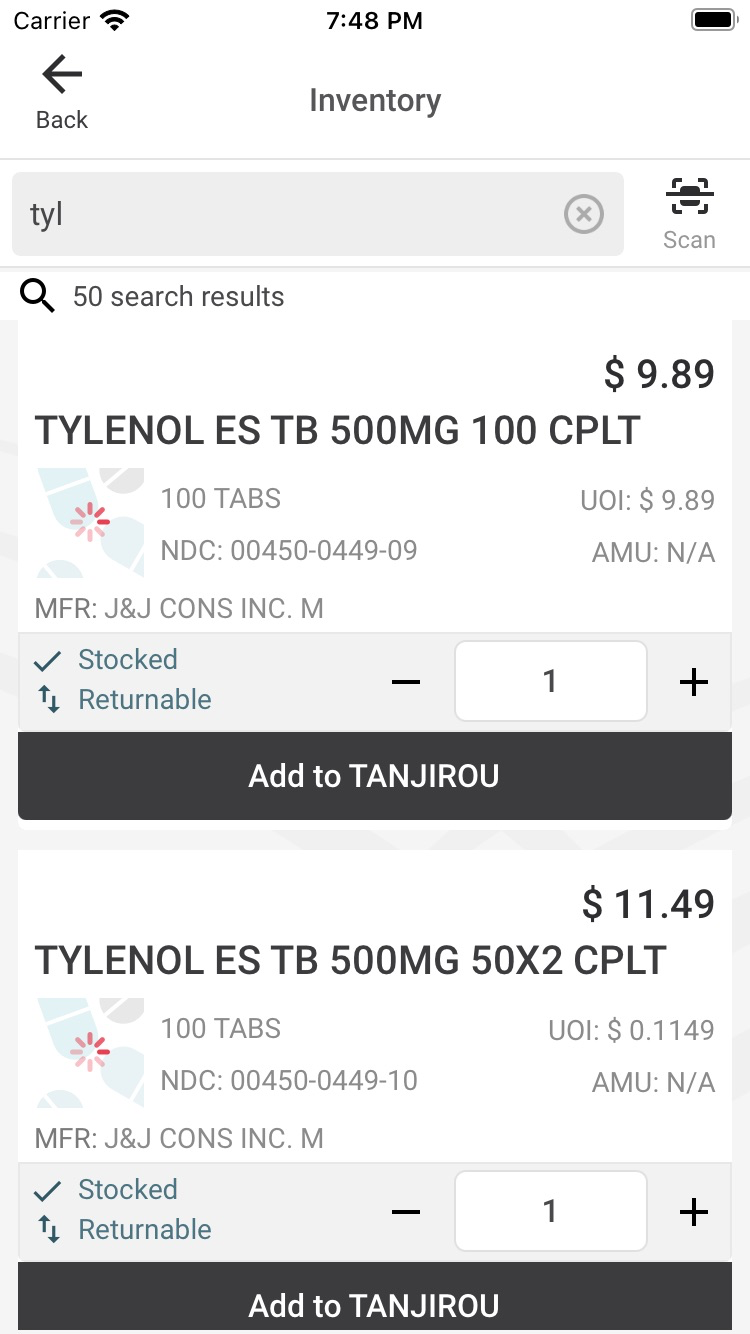 Carrier 7:48 PM
Back
Inventory
tyl
Scan
50 search results
$ 9.89
TYLENOL ES TB 500MG 100 CPLT
100 TABS UOI: $ 9.89
NDC: 00450-0449-09 AMU: N/A
MFR: J&J CONS INC. M
Stocked
Returnable
1
Add to TANJIROU
$ 11.49
TYLENOL ES TB 500MG 50X2 CPLT
100 TABS UOI: $ 0.1149
NDC: 00450-0449-10 AMU: N/A
MFR: J&J CONS INC. M
Stocked
Returnable
1
Add to TANJIROU